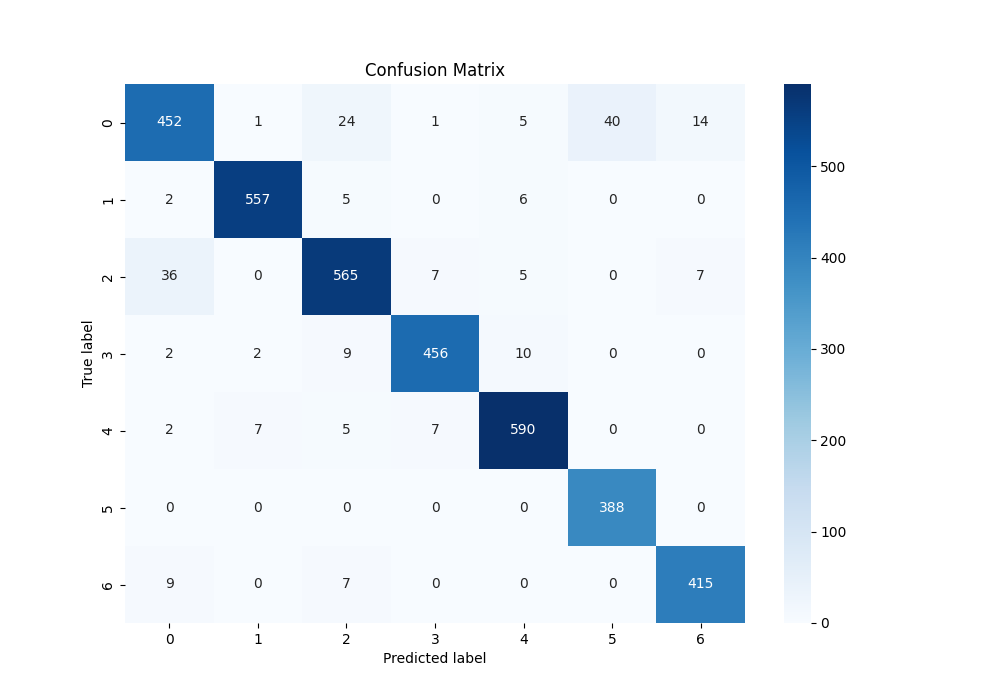 Confusion Matrix
0 452 1 24 1 5 40 14
1 2 557 5 0 6 0 0
2 36 0 565 7 5 0 7
3 2 2 9 456 10 0 0
4 2 7 5 7 590 0 0
5 0 0 0 0 0 388 0
6 9 0 7 0 0 0 415
0 1 2 3 4 5 6
Predicted label
True label
500
400
300
200
100
0